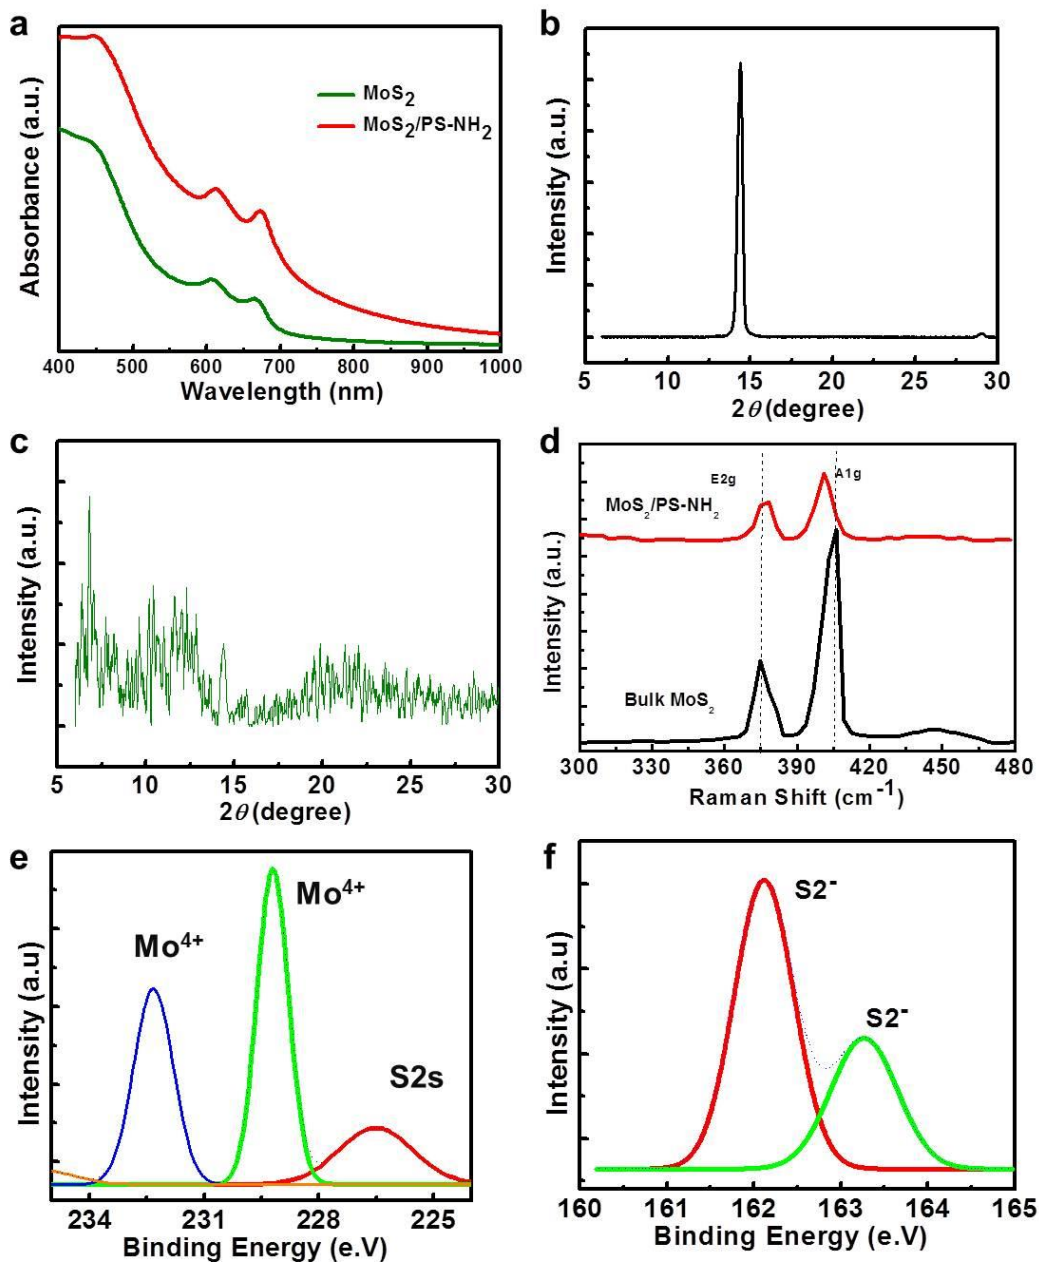 a
Absorbance (a.u.)
MoS2
MoS2/PS-NH2
400 500 600 700 800 900 1000
Wavelength (nm)
b
Intensity (a.u.)
5 10 15 20 25 30
2θ (degree)
c
Intensity (a.u.)
5 10 15 20 25 30
2θ (degree)
d
Intensity (a.u.)
E2g
A1g
MoS2/PS-NH2
Bulk MoS2
300 330 360 390 420 450 480
Raman Shift (cm-1)
e
Intensity (a.u)
Mo4+
Mo4+
S2s
234 231 228 225
Binding Energy (e.V)
f
Intensity (a.u)
S2-
S2-
160 161 162 163 164 165
Binding Energy (e.V)